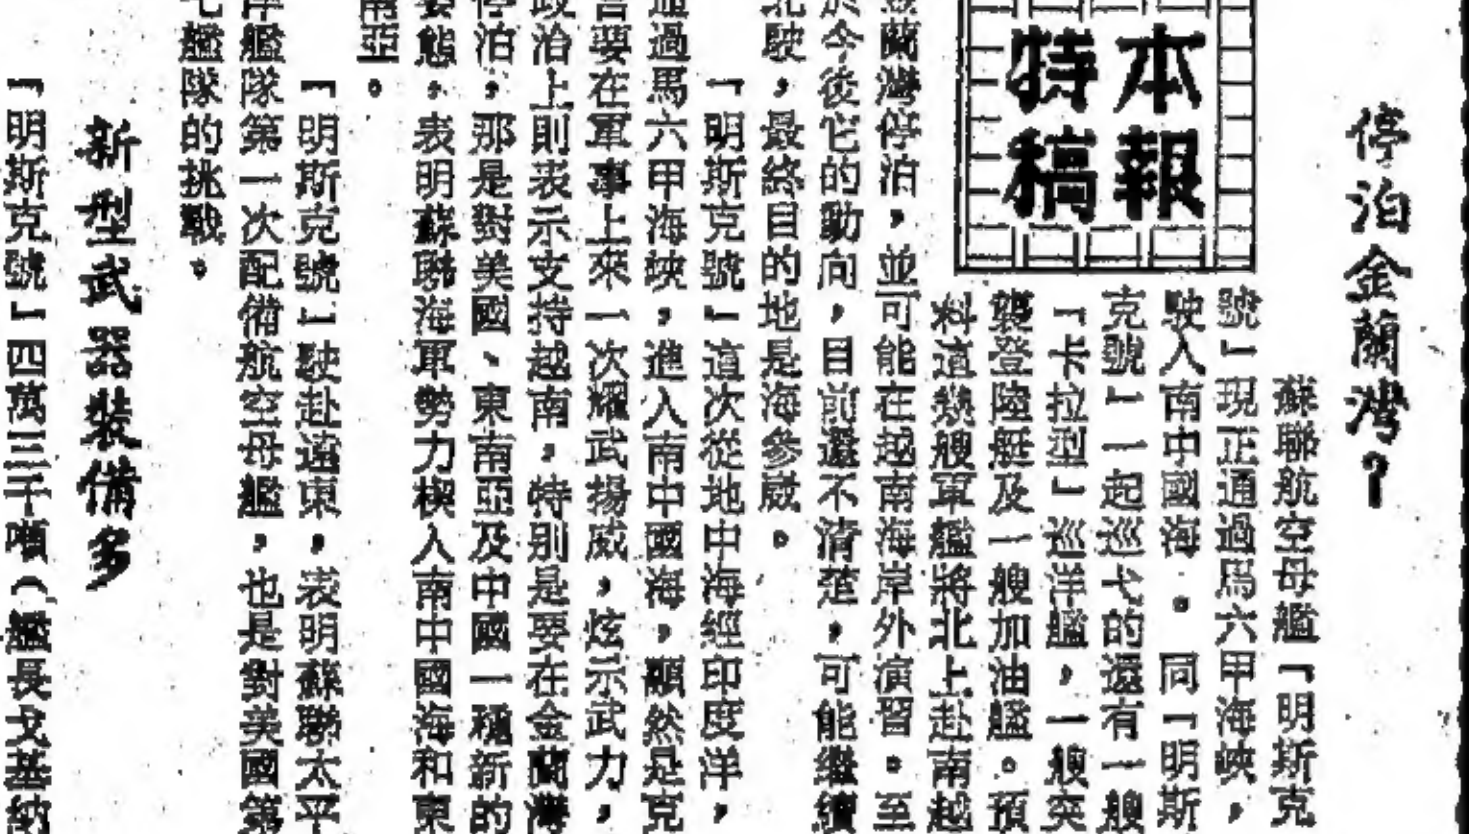 停泊金蘭灣？
本報
特稿
蘇聯航空母艦「明斯克
號」現正通過馬六甲海峽，
駛入南中國海。同「明斯
克號」一起巡弋的還有一艘
「卡拉型」巡洋艦，一艘突
襲登陸艇及一艘加油艦。預
料這幾艘軍艦將北上赴南越
金蘭灣停泊，並可能在越南海岸外演習。至
於今後它的動向，目前還不清楚，可能繼續
北駛，最終目的地是海參崴。
「明斯克號」這次從地中海經印度洋，
通過馬六甲海峽，進入南中國海，顯然是克
宮要在軍事上來一次耀武揚威，炫示武力，
政治上則表示支持越南，特別是要在金蘭灣
停泊，那是對美國、東南亞及中國一種新的
姿態，表明蘇聯海軍勢力楔入南中國海和東
南亞。
「明斯克號」駛赴遠東，表明蘇聯太平
洋艦隊第一次配備航空母艦，也是對美國第
七艦隊的挑戰。
新型武器裝備多
「明斯克號」四萬三千噸（艦長戈基納